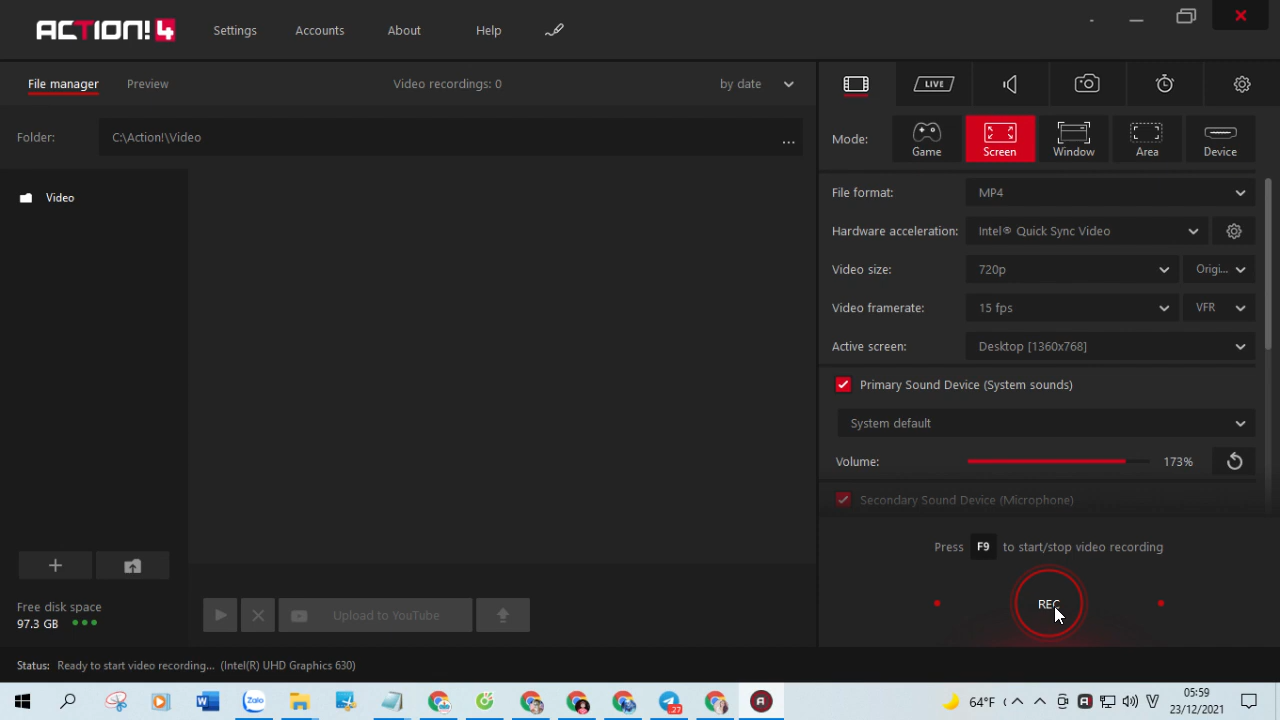 ACTION! 4
Settings
Accounts
About
Help
File manager
Preview
Video recordings: 0
by date
LIVE
Folder:
C:\Action!\Video
...
Mode:
Game
Screen
Window
Area
Device
Video
File format:
MP4
Hardware acceleration:
Intel® Quick Sync Video
Video size:
720p
Origi...
Video framerate:
15 fps
VFR
Active screen:
Desktop [1360x768]
Primary Sound Device (System sounds)
System default
Volume:
173%
Secondary Sound Device (Microphone)
Press F9 to start/stop video recording
REC
Free disk space
97.3 GB
Upload to YouTube
Status: Ready to start video recording... (Intel(R) UHD Graphics 630)
W
Zalo
27
64°F
V
05:59
23/12/2021